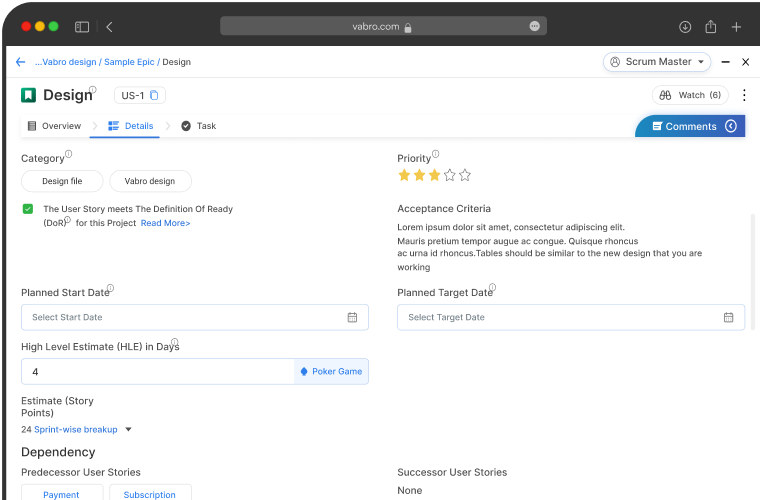 vabro.com
...Vabro design / Sample Epic / Design
Scrum Master
Design
US-1
Watch (6)
Overview
Details
Task
Comments
Category
Priority
Design file
Vabro design
The User Story meets The Definition Of Ready
(DoR) for this Project Read More>
Acceptance Criteria
Lorem ipsum dolor sit amet, consectetur adipiscing elit.
Mauris pretium tempor augue ac congue. Quisque rhoncus
ac urna id rhoncus.Tables should be similar to the new design that you are
working
Planned Start Date
Planned Target Date
Select Start Date
Select Target Date
High Level Estimate (HLE) in Days
4
Poker Game
Estimate (Story
Points)
24 Sprint-wise breakup
Dependency
Predecessor User Stories
Successor User Stories
Payment
Subscription
None